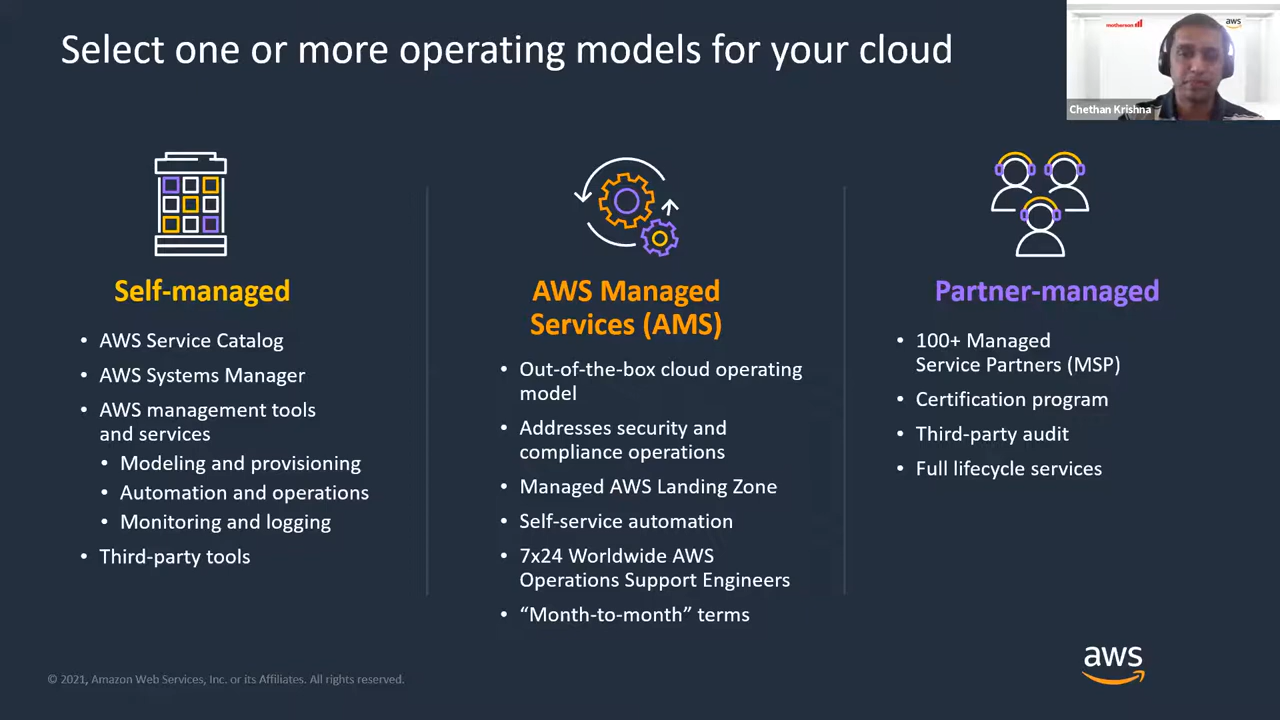 Select one or more operating models for your cloud
motherson
aws
Chethan Krishna
Self-managed
• AWS Service Catalog
• AWS Systems Manager
• AWS management tools
and services
• Modeling and provisioning
• Automation and operations
• Monitoring and logging
• Third-party tools
AWS Managed
Services (AMS)
• Out-of-the-box cloud operating
model
• Addresses security and
compliance operations
• Managed AWS Landing Zone
• Self-service automation
• 7x24 Worldwide AWS
Operations Support Engineers
• “Month-to-month” terms
Partner-managed
• 100+ Managed
Service Partners (MSP)
• Certification program
• Third-party audit
• Full lifecycle services
© 2021, Amazon Web Services, Inc. or its Affiliates. All rights reserved.
aws